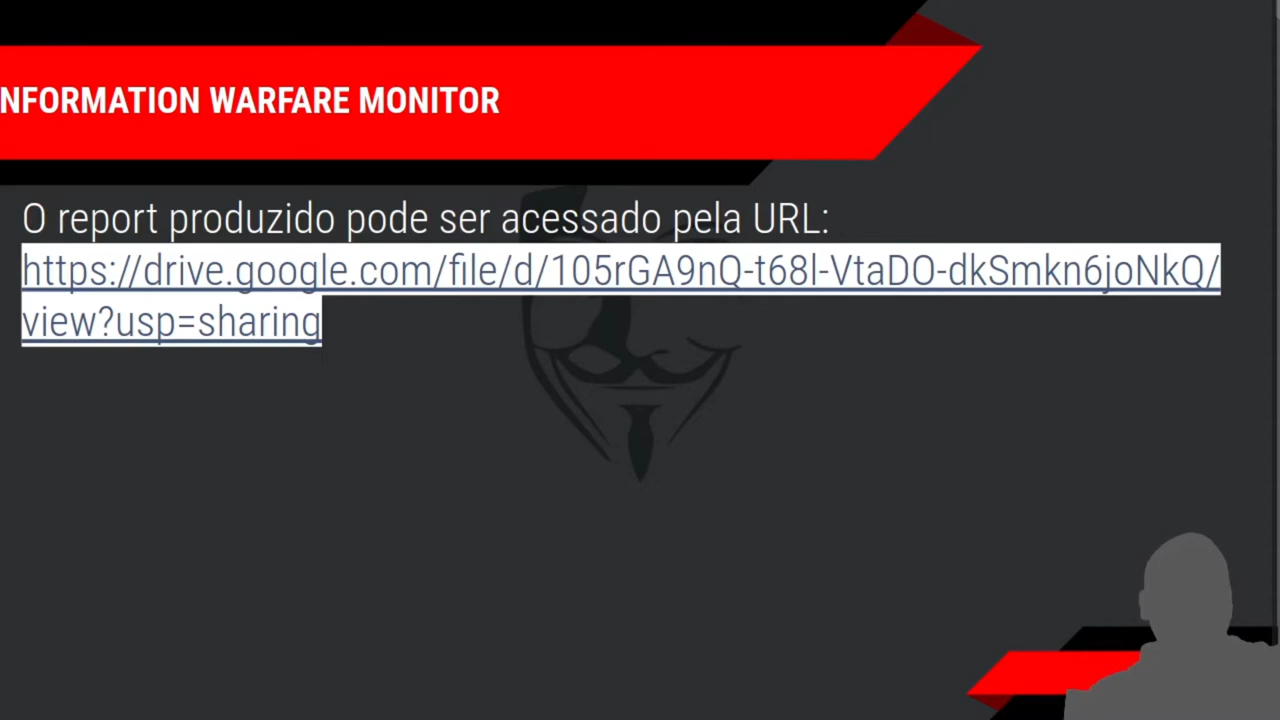 NFORMATION WARFARE MONITOR
O report produzido pode ser acessado pela URL:
https://drive.google.com/file/d/105rGA9nQ-t68l-VtaDO-dkSmkn6joNkQ/
view?usp=sharing